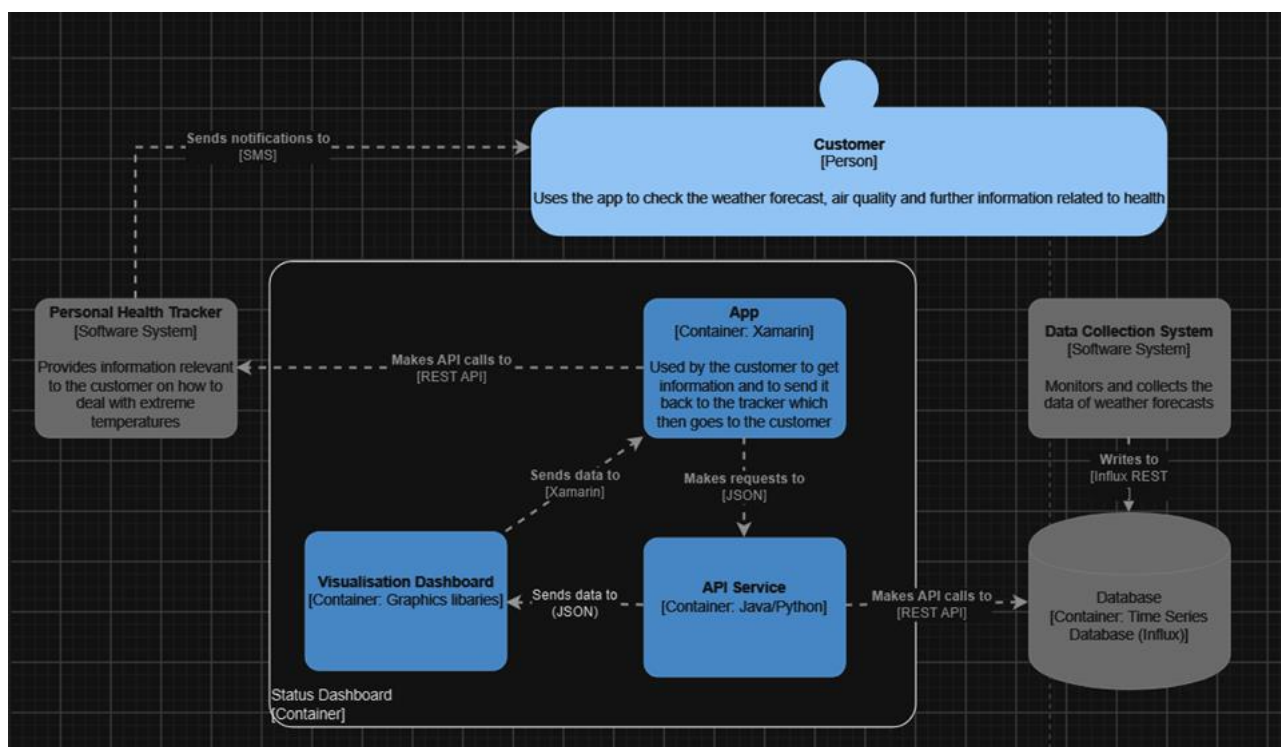 Sends notifications to
[SMS]
Customer
[Person]
Uses the app to check the weather forecast, air quality and further information related to health
Personal Health Tracker
[Software System]
Provides information relevant
to the customer on how to
deal with extreme
temperatures
Makes API calls to
[REST API]
App
[Container: Xamarin]
Used by the customer to get
information and to send it
back to the tracker which
then goes to the customer
Data Collection System
[Software System]
Monitors and collects the
data of weather forecasts
Sends data to
[Xamarin]
Makes requests to
[JSON]
Writes to
[Influx REST
]
Visualisation Dashboard
[Container: Graphics libaries]
Sends data to
(JSON)
API Service
[Container: Java/Python]
Makes API calls to
[REST API]
Database
[Container: Time Series
Database (Influx)]
Status Dashboard
[Container]